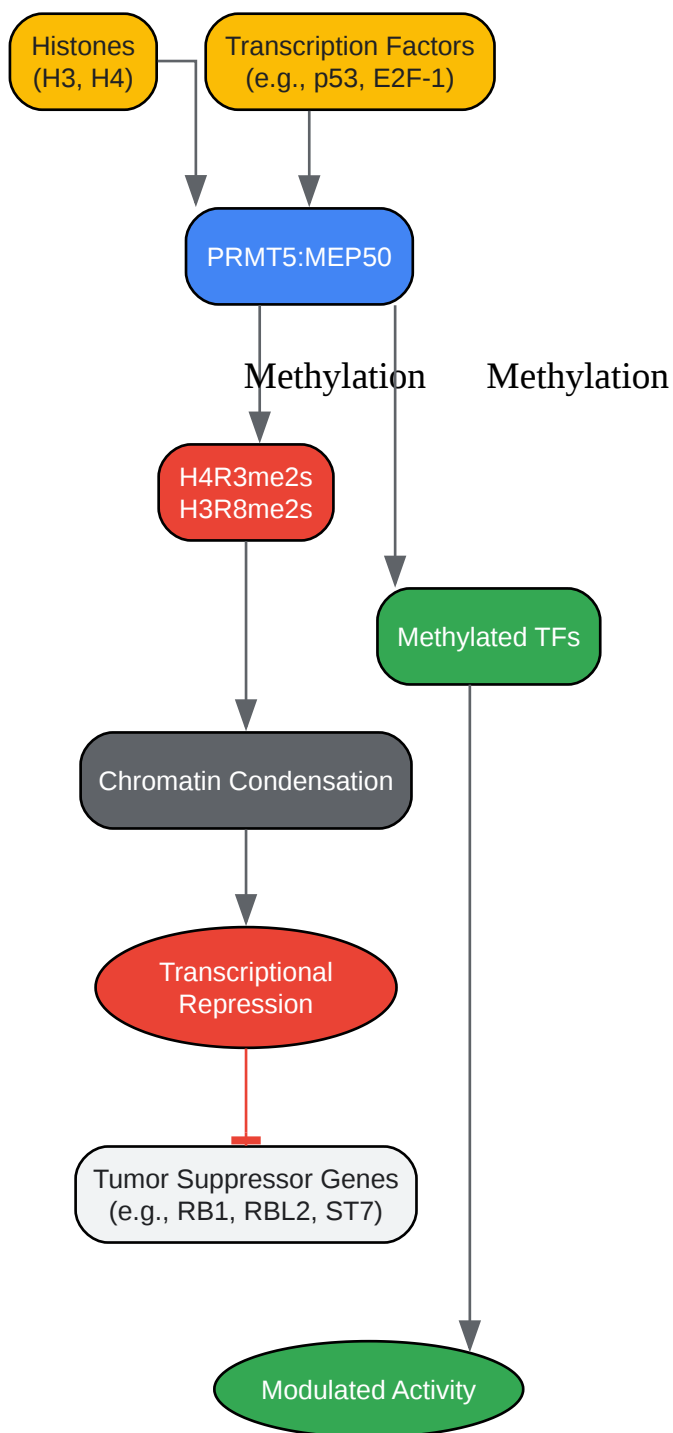 Histones
(H3, H4)
Transcription Factors
(e.g., p53, E2F-1)
PRMT5:MEP50
Methylation
Methylation
H4R3me2s
H3R8me2s
Methylated TFs
Chromatin Condensation
Transcriptional
Repression
Tumor Suppressor Genes
(e.g., RB1, RBL2, ST7)
Modulated Activity